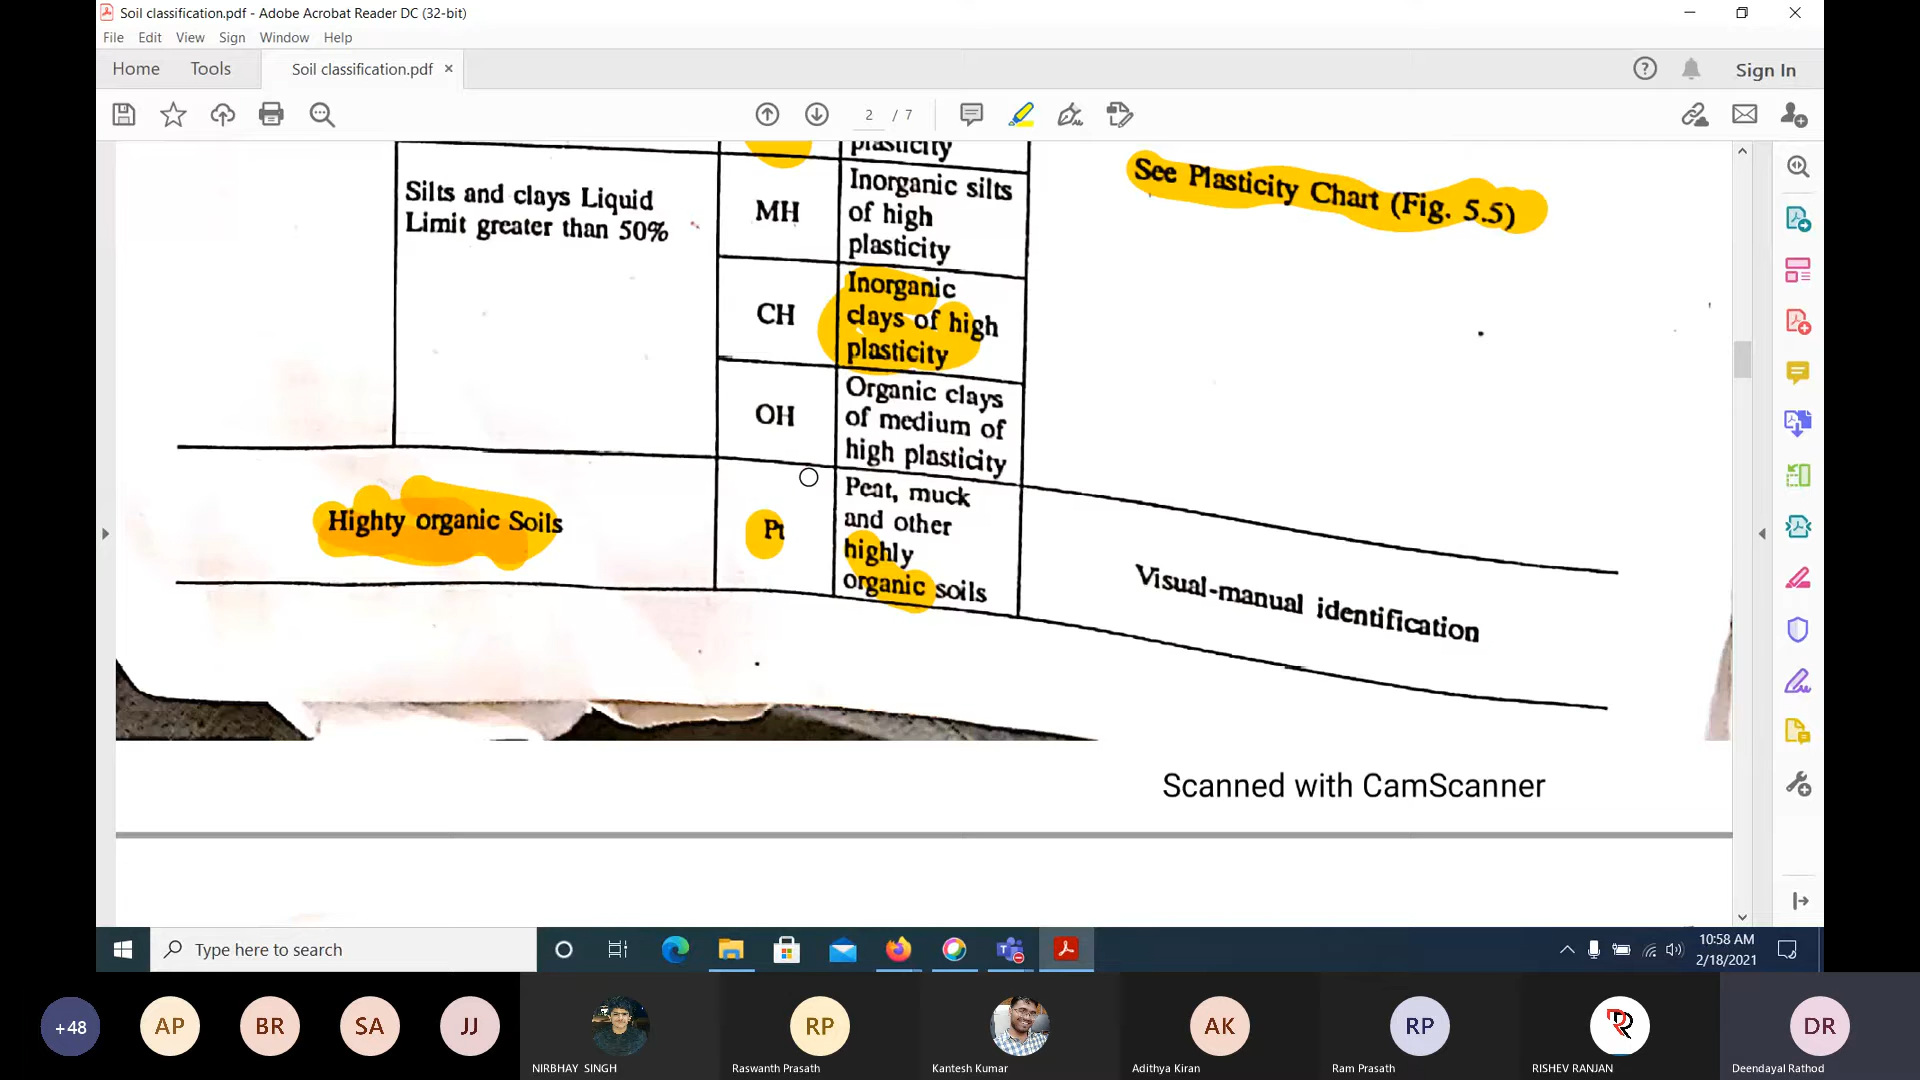 Soil classification.pdf - Adobe Acrobat Reader DC (32-bit)
File Edit View Sign Window Help
Home Tools Soil classification.pdf × Sign In
2 / 7
plasticity
See Plasticity Chart (Fig. 5.5)
Silts and clays Liquid
Limit greater than 50%
MH
Inorganic silts
of high
plasticity
CH
Inorganic
clays of high
plasticity
OH
Organic clays
of medium of
high plasticity
Highty organic Soils
Pt
Peat, muck
and other
highly
organic soils
Visual-manual identification
Scanned with CamScanner
Type here to search
10:58 AM
2/18/2021
+48
AP
BR
SA
JJ
RP
AK
RP
DR
NIRBHAY SINGH
Raswanth Prasath
Kantesh Kumar
Adithya Kiran
Ram Prasath
RISHEV RANJAN
Deendayal Rathod